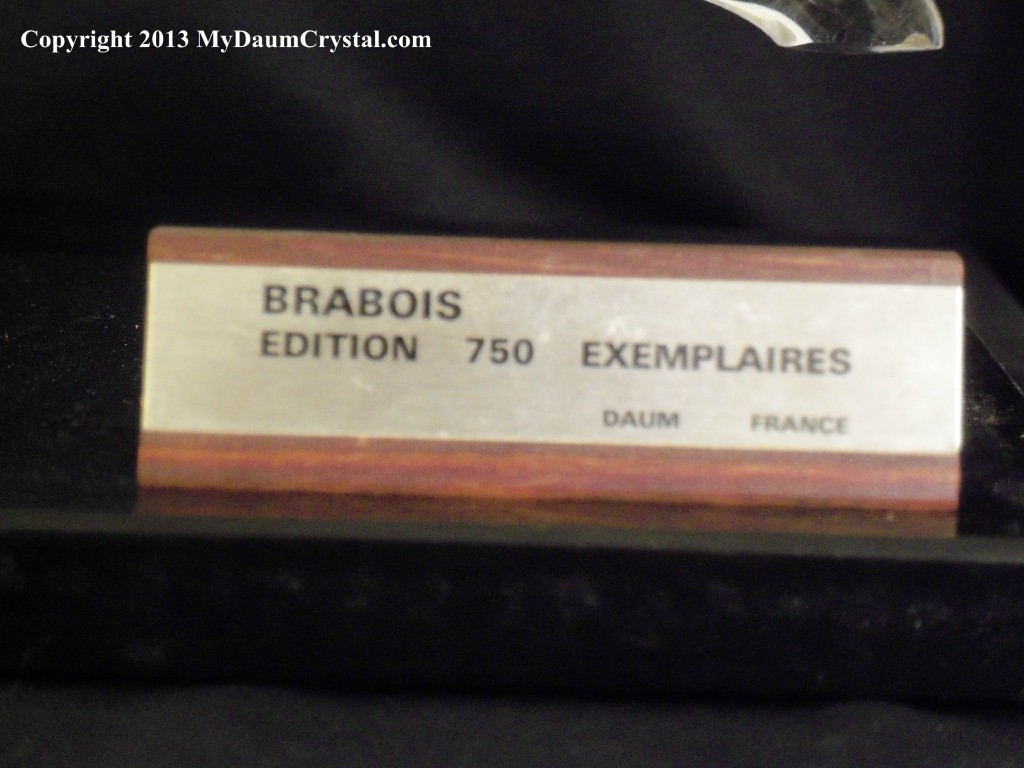 Copyright 2013 MyDaumCrystal.com
BRABOIS
EDITION 750 EXEMPLAIRES
DAUM FRANCE